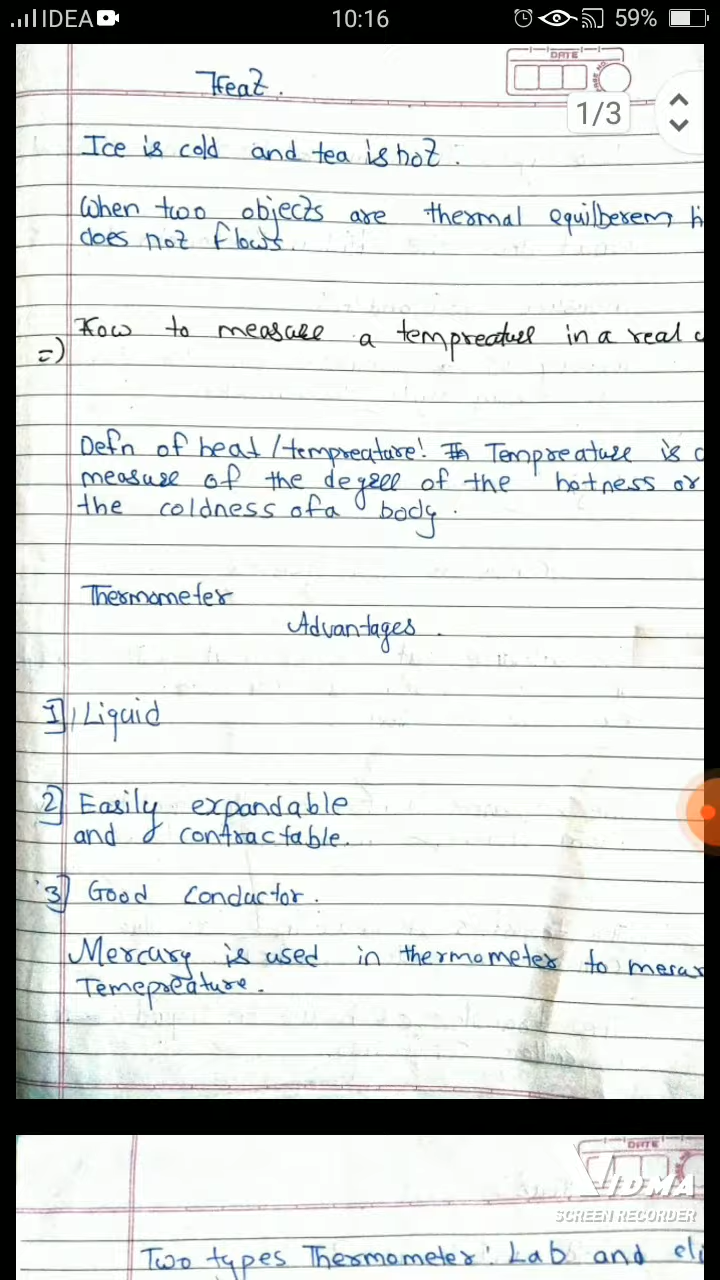 IDEA 10:16 59%
Heat.
DATE
PAGE NO
1/3
Ice is cold and tea is hot.
When two objects are thermal equilberem
does not flows.
=) How to measure a tempreature in a real
Defn of heat / tempreature! Tempreature is
measure of the degree of the hotness or
the coldness of a body.
Thermometer
Advantages.
1] Liquid
2] Easily expandable
and contractable.
3] Good conductor.
Mercury is used in thermometer to
Temepreature.
DATE
VIDMA
SCREEN RECORDER
Two types Thermometer: Lab and